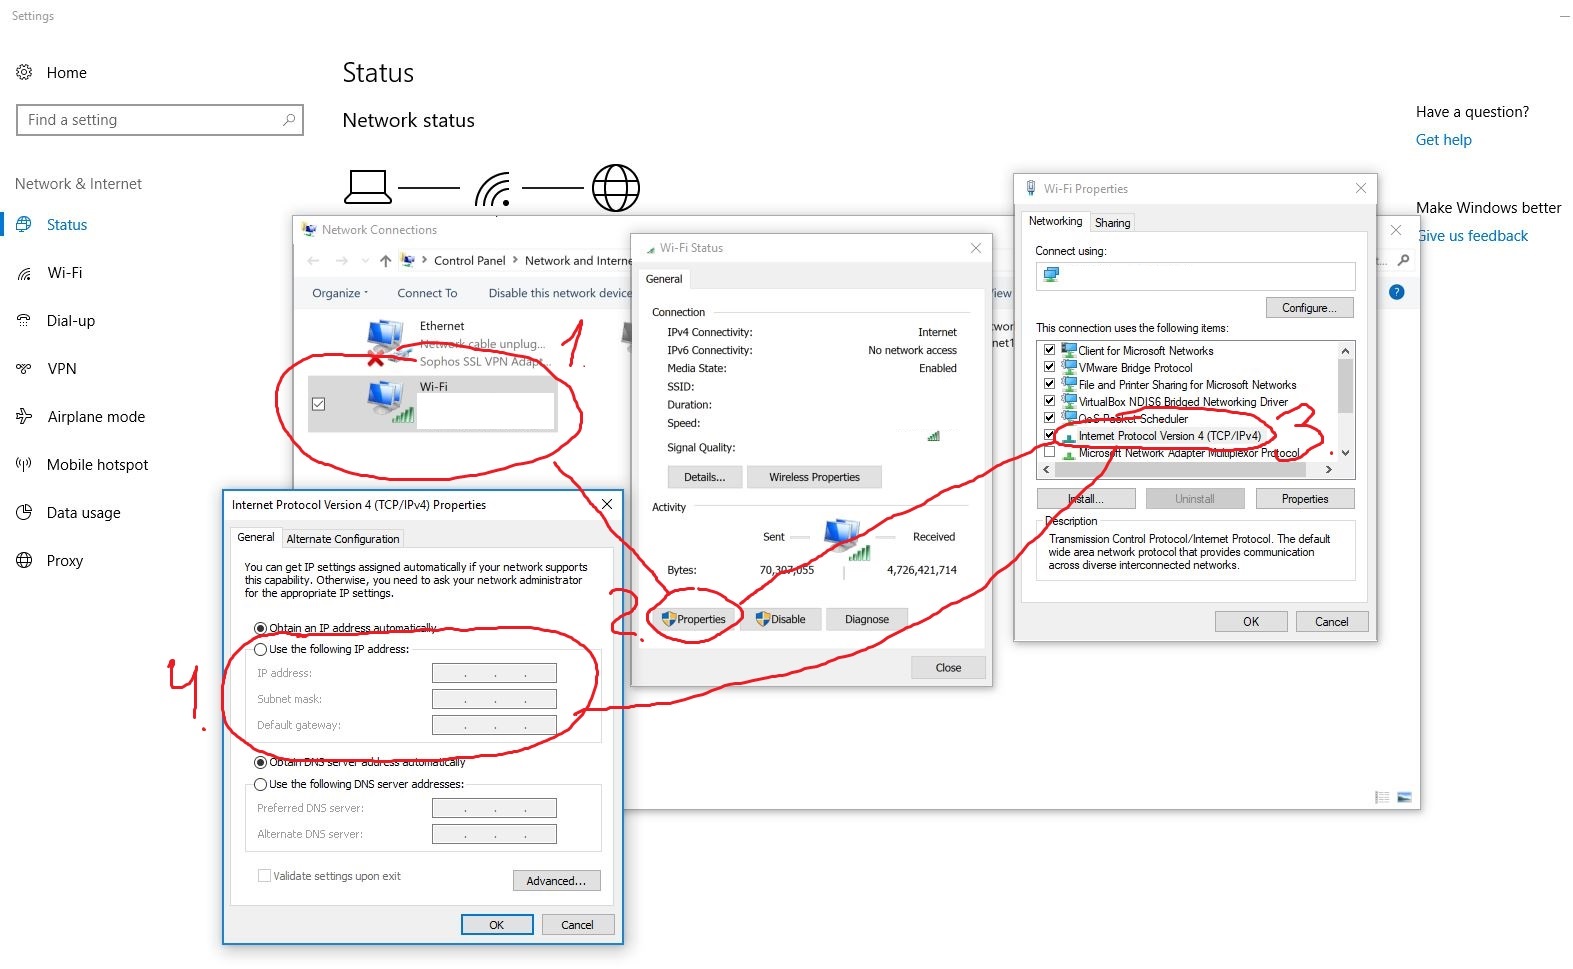 Settings
Home
Find a setting
Network & Internet
Status
Wi-Fi
Dial-up
VPN
Airplane mode
Mobile hotspot
Data usage
Proxy
Status
Network status
Have a question?
Get help
Make Windows better
Give us feedback
Network Connections
Control Panel > Network and Interne
Organize
Connect To
Disable this network device
Ethernet
Network cable unplug...
Sophos SSL VPN Adapt...
Wi-Fi
1.
Wi-Fi Status
General
Connection
IPv4 Connectivity: Internet
IPv6 Connectivity: No network access
Media State: Enabled
SSID:
Duration:
Speed:
Signal Quality:
Details...
Wireless Properties
Activity
Sent
Received
Bytes: 70,307,055 4,726,421,714
2.
Properties
Disable
Diagnose
Close
Wi-Fi Properties
Networking
Sharing
Connect using:
Configure...
This connection uses the following items:
Client for Microsoft Networks
VMware Bridge Protocol
File and Printer Sharing for Microsoft Networks
VirtualBox NDIS6 Bridged Networking Driver
QoS Packet Scheduler
Internet Protocol Version 4 (TCP/IPv4)
Microsoft Network Adapter Multiplexor Protocol
3.
Install...
Uninstall
Properties
Description
Transmission Control Protocol/Internet Protocol. The default
wide area network protocol that provides communication
across diverse interconnected networks.
OK
Cancel
Internet Protocol Version 4 (TCP/IPv4) Properties
General
Alternate Configuration
You can get IP settings assigned automatically if your network supports
this capability. Otherwise, you need to ask your network administrator
for the appropriate IP settings.
Obtain an IP address automatically
Use the following IP address:
IP address:
Subnet mask:
Default gateway:
4.
Obtain DNS server address automatically
Use the following DNS server addresses:
Preferred DNS server:
Alternate DNS server:
Validate settings upon exit
Advanced...
OK
Cancel